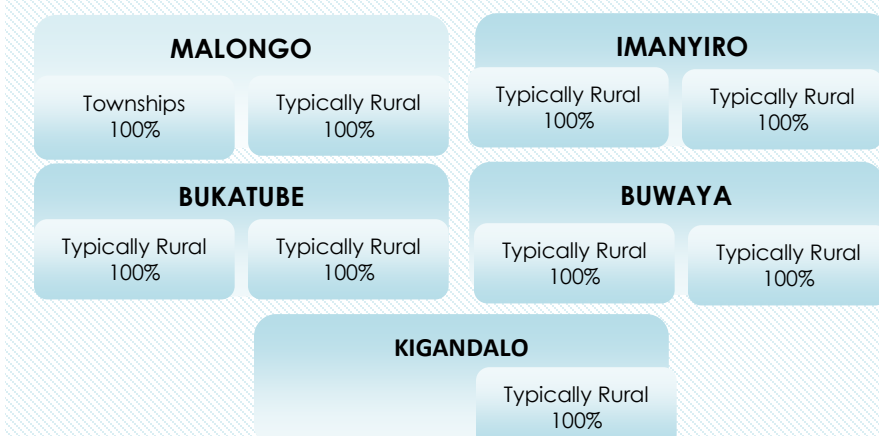 MALONGO
Townships
100%
Typically Rural
100%
IMANYIRO
Typically Rural
100%
Typically Rural
100%
BUKATUBE
Typically Rural
100%
Typically Rural
100%
BUWAYA
Typically Rural
100%
Typically Rural
100%
KIGANDALO
Typically Rural
100%